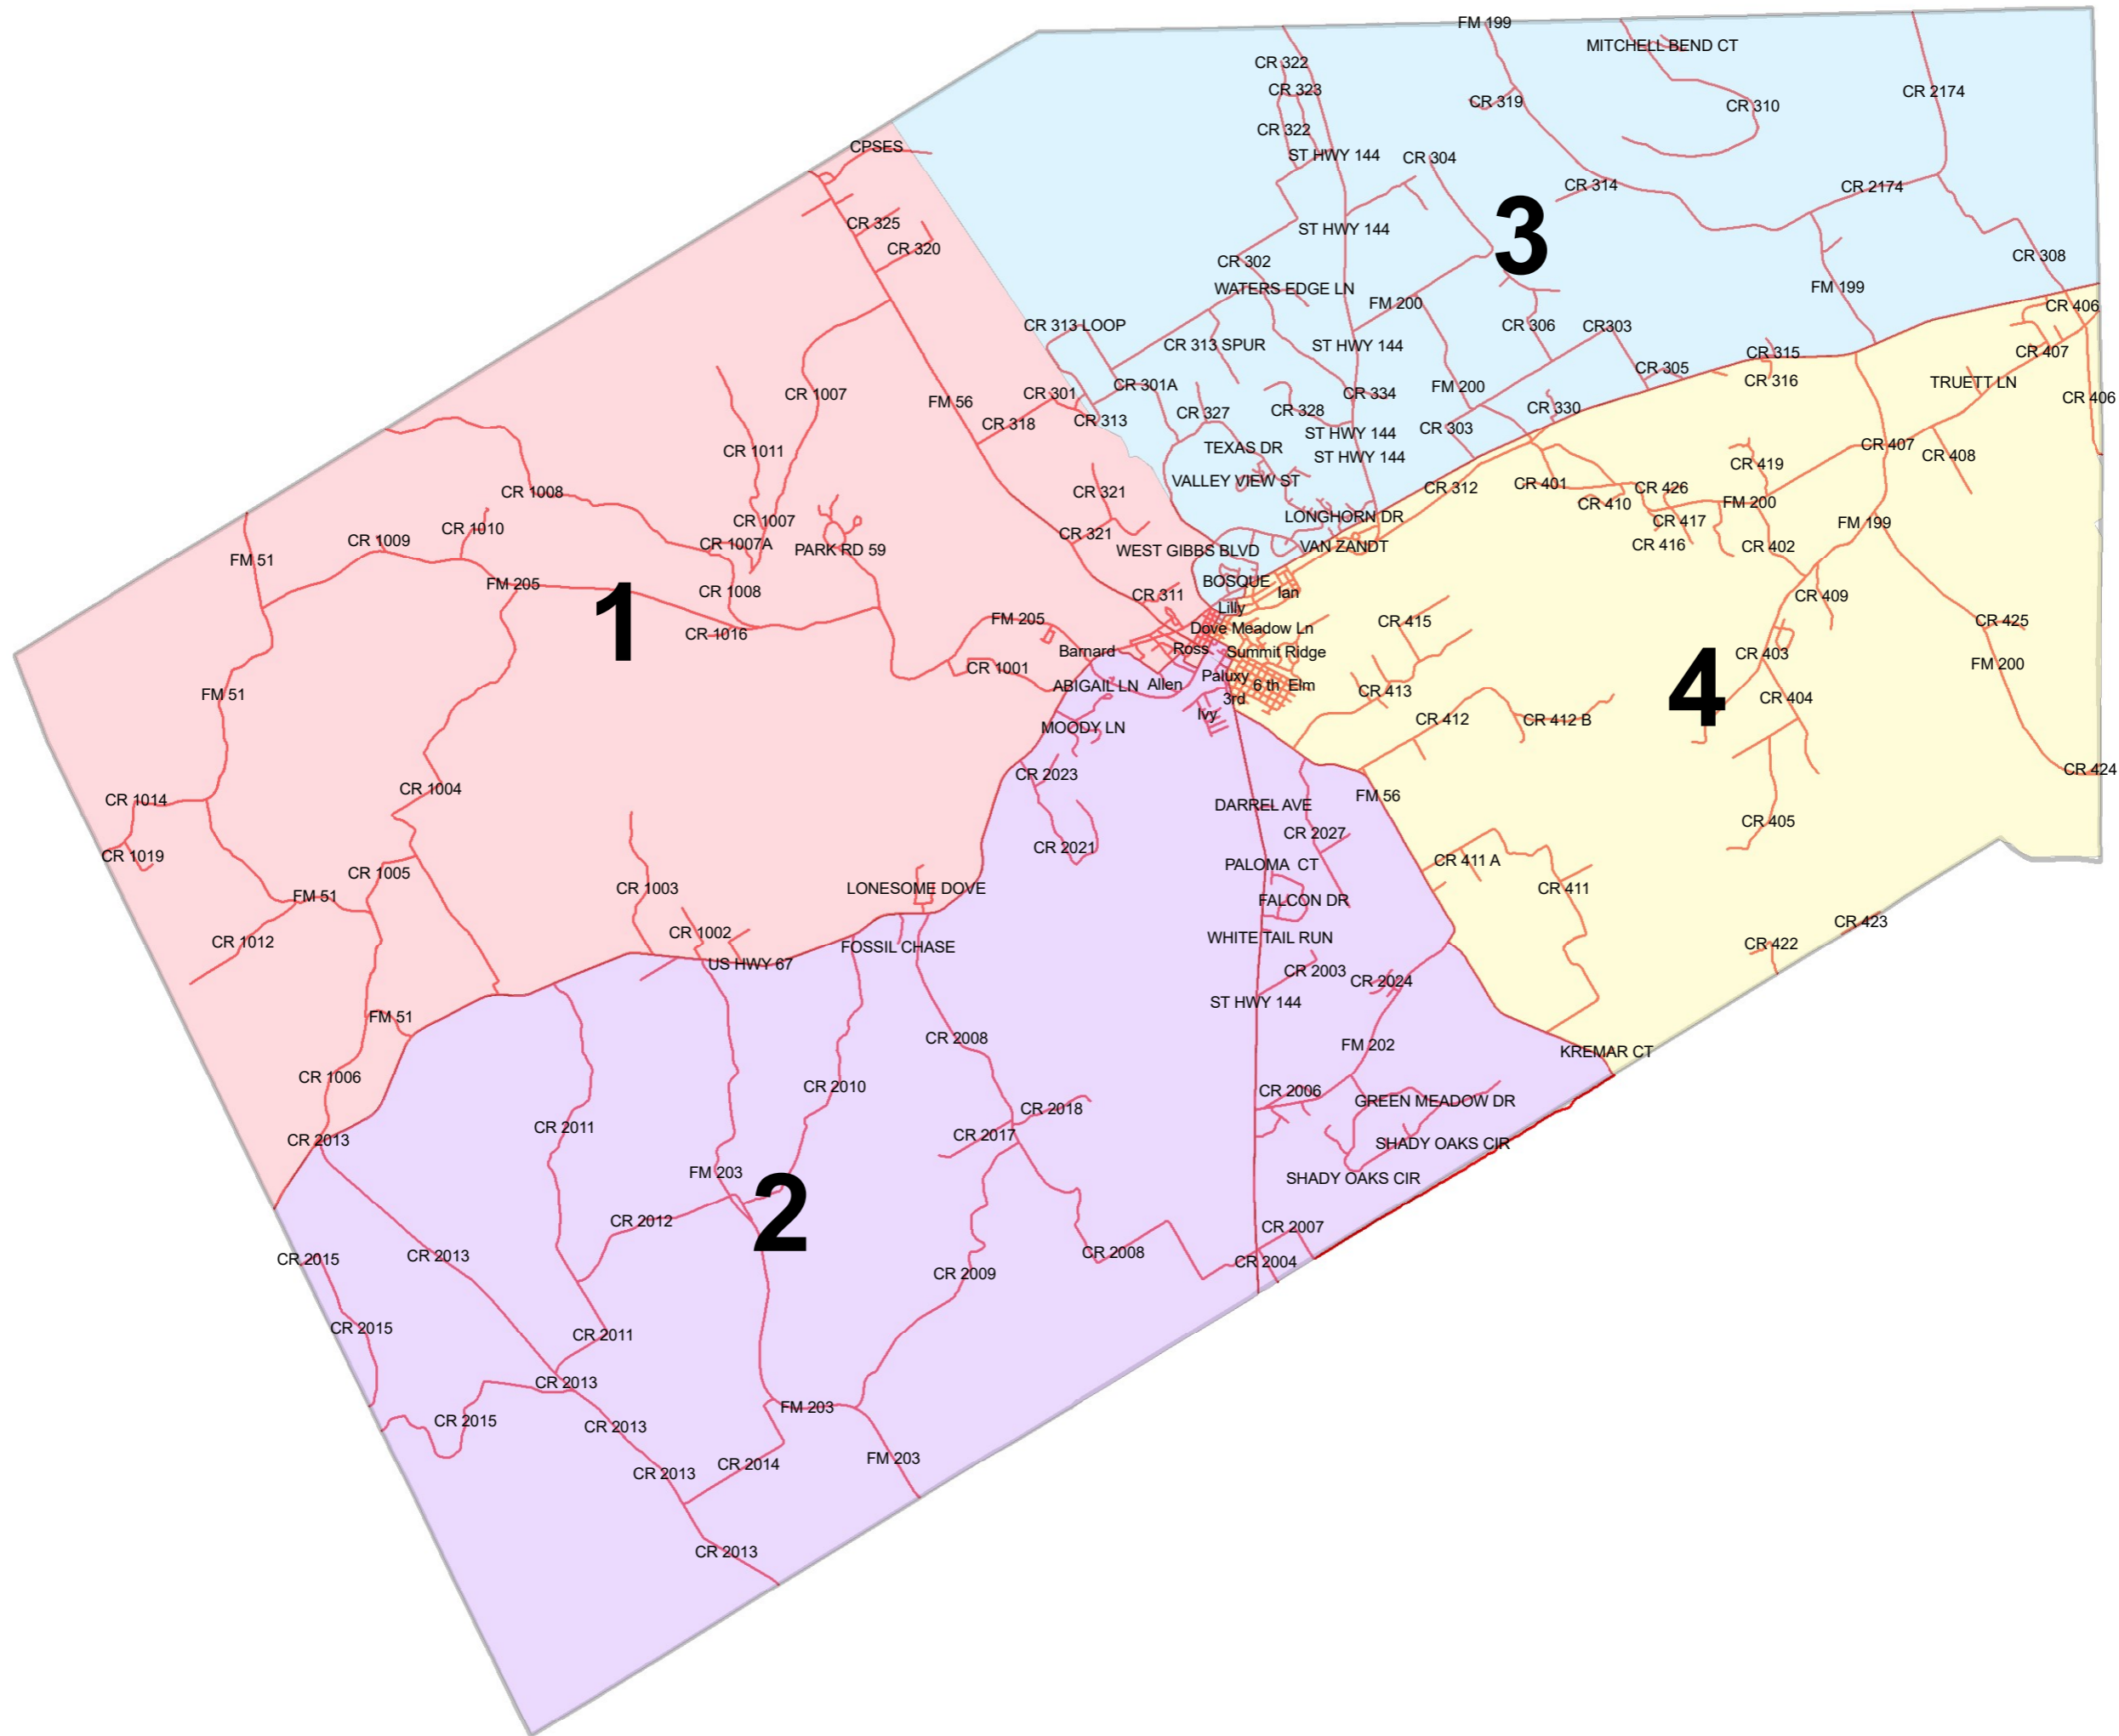 FM 199
MITCHELL BEND CT
CR 322
CR 323
CR 2174
CR 319
CR 310
CR 322
CPSES
ST HWY 144
CR 304
CR 314
CR 2174
CR 325
ST HWY 144
3
CR 320
CR 302
CR 308
WATERS EDGE LN
FM 200
FM 199
CR 406
CR 313 LOOP
CR 306
CR303
CR 313 SPUR
ST HWY 144
CR 315
CR 407
CR 305
CR 316
TRUETT LN
CR 1007
FM 56
CR 301
CR 301A
CR 334
FM 200
CR 406
CR 318
CR 313
CR 327
CR 328
CR 330
ST HWY 144
CR 303
CR 1011
TEXAS DR
ST HWY 144
CR 407
CR 408
CR 419
CR 1008
CR 321
VALLEY VIEW ST
CR 312
CR 401
CR 426
CR 410
FM 200
CR 1009
CR 1010
CR 1007
CR 321
LONGHORN DR
CR 417
FM 199
FM 51
CR 1007A
PARK RD 59
WEST GIBBS BLVD
VAN ZANDT
CR 416
CR 402
FM 205
1
CR 1008
CR 311
BOSQUE
Ian
CR 409
Lilly
CR 1016
FM 205
Dove Meadow Ln
CR 415
CR 425
Barnard
Ross
Summit Ridge
CR 403
CR 1001
FM 200
FM 51
ABIGAIL LN
Allen
Paluxy
6 th
Elm
CR 413
4
CR 404
3rd
Ivy
MOODY LN
CR 412
CR 412 B
CR 1014
CR 1004
CR 2023
FM 56
CR 424
DARREL AVE
CR 405
CR 1019
CR 2021
CR 2027
CR 1005
PALOMA CT
CR 411 A
FM 51
CR 1003
LONESOME DOVE
FALCON DR
CR 411
CR 1012
CR 1002
FOSSIL CHASE
WHITE TAIL RUN
CR 423
CR 422
US HWY 67
CR 2003
CR 2024
FM 51
ST HWY 144
CR 2008
FM 202
KREMAR CT
CR 1006
CR 2010
CR 2006
GREEN MEADOW DR
CR 2018
CR 2013
CR 2011
CR 2017
SHADY OAKS CIR
FM 203
2
SHADY OAKS CIR
CR 2012
CR 2007
CR 2015
CR 2013
CR 2008
CR 2004
CR 2009
CR 2015
CR 2011
CR 2013
CR 2015
CR 2013
FM 203
CR 2013
CR 2014
FM 203
CR 2013